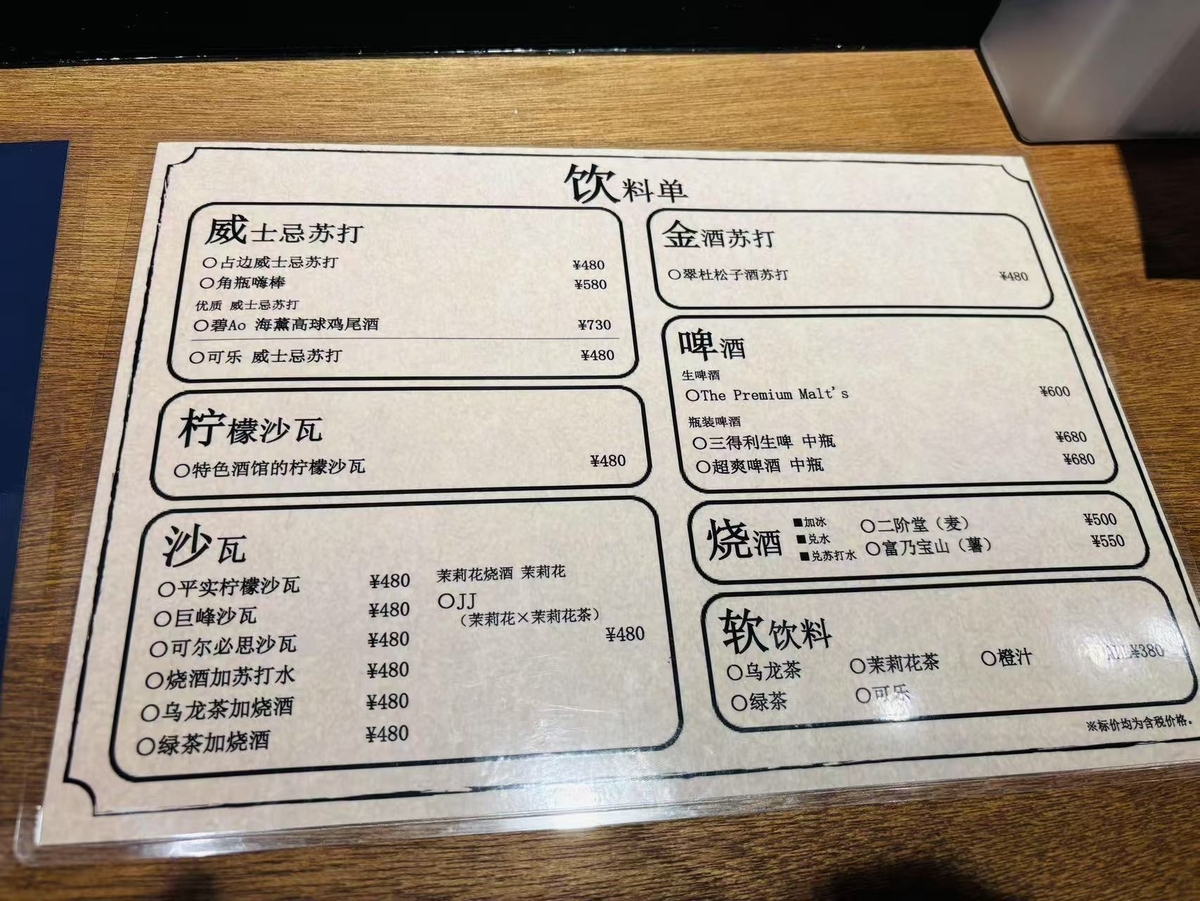 饮料单
威士忌苏打
○占边威士忌苏打 ¥480
○角瓶嗨棒 ¥580
优质 威士忌苏打
○碧Ao 海薫高球鸡尾酒 ¥730
○可乐 威士忌苏打 ¥480
柠檬沙瓦
○特色酒馆的柠檬沙瓦 ¥480
沙瓦
○平实柠檬沙瓦 ¥480
○巨峰沙瓦 ¥480
○可尔必思沙瓦 ¥480
○烧酒加苏打水 ¥480
○乌龙茶加烧酒 ¥480
○绿茶加烧酒 ¥480
茉莉花烧酒 茉莉花
○JJ
（茉莉花×茉莉花茶）
¥480
金酒苏打
○翠杜松子酒苏打 ¥480
啤酒
生啤酒
○The Premium Malt's ¥600
瓶装啤酒
○三得利生啤 中瓶 ¥680
○超爽啤酒 中瓶 ¥680
烧酒
■加冰
■兑水
■兑苏打水
○二阶堂（麦） ¥500
○富乃宝山（薯） ¥550
软饮料
○乌龙茶 ○茉莉花茶 ○橙汁 ALL¥380
○绿茶 ○可乐
※标价均为含税价格。